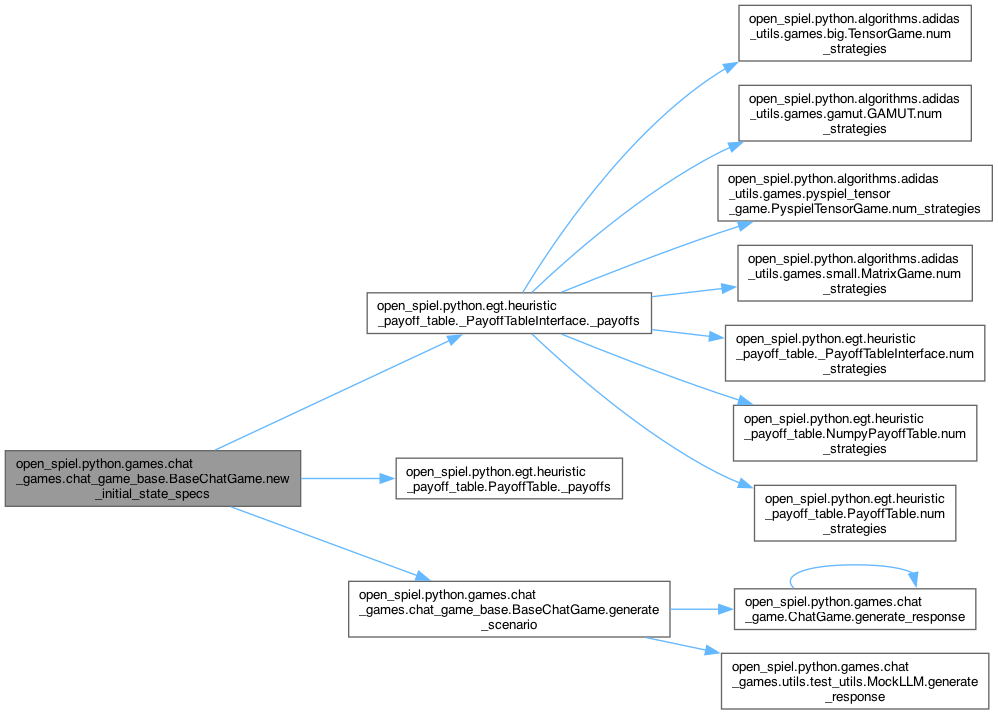 open_spiel.python.games.chat
_games.chat_game_base.BaseChatGame.new
_initial_state_specs
open_spiel.python.egt.heuristic
_payoff_table._PayoffTableInterface._payoffs
open_spiel.python.algorithms.adidas
_utils.games.big.TensorGame.num
_strategies
open_spiel.python.algorithms.adidas
_utils.games.gamut.GAMUT.num
_strategies
open_spiel.python.algorithms.adidas
_utils.games.pyspiel_tensor
_game.PyspielTensorGame.num_strategies
open_spiel.python.algorithms.adidas
_utils.games.small.MatrixGame.num
_strategies
open_spiel.python.egt.heuristic
_payoff_table._PayoffTableInterface.num
_strategies
open_spiel.python.egt.heuristic
_payoff_table.NumpyPayoffTable.num
_strategies
open_spiel.python.egt.heuristic
_payoff_table.PayoffTable.num
_strategies
open_spiel.python.egt.heuristic
_payoff_table.PayoffTable._payoffs
open_spiel.python.games.chat
_games.chat_game_base.BaseChatGame.generate
_scenario
open_spiel.python.games.chat
_game.ChatGame.generate_response
open_spiel.python.games.chat
_games.utils.test_utils.MockLLM.generate
_response